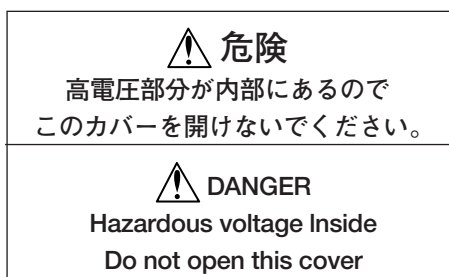 危険
高電圧部分が内部にあるので
このカバーを開けないでください。
DANGER
Hazardous voltage Inside
Do not open this cover